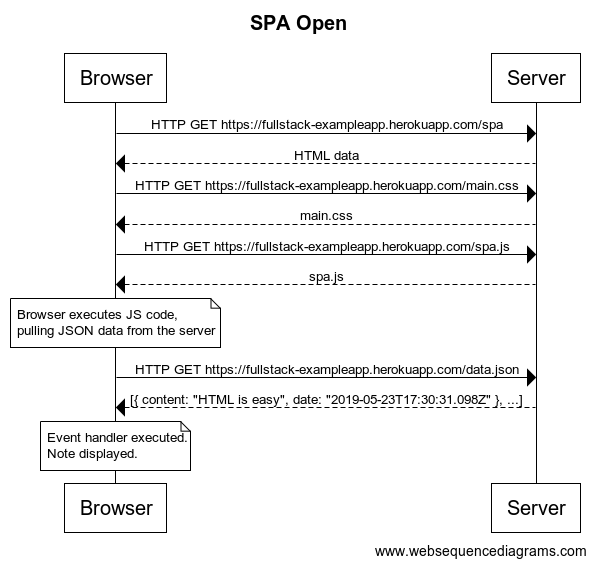 SPA Open
Browser
Server
HTTP GET https://fullstack-exampleapp.herokuapp.com/spa
HTML data
HTTP GET https://fullstack-exampleapp.herokuapp.com/main.css
main.css
HTTP GET https://fullstack-exampleapp.herokuapp.com/spa.js
spa.js
Browser executes JS code,
pulling JSON data from the server
HTTP GET https://fullstack-exampleapp.herokuapp.com/data.json
[{ content: "HTML is easy", date: "2019-05-23T17:30:31.098Z" }, ...]
Event handler executed.
Note displayed.
Browser
Server
www.websequencediagrams.com